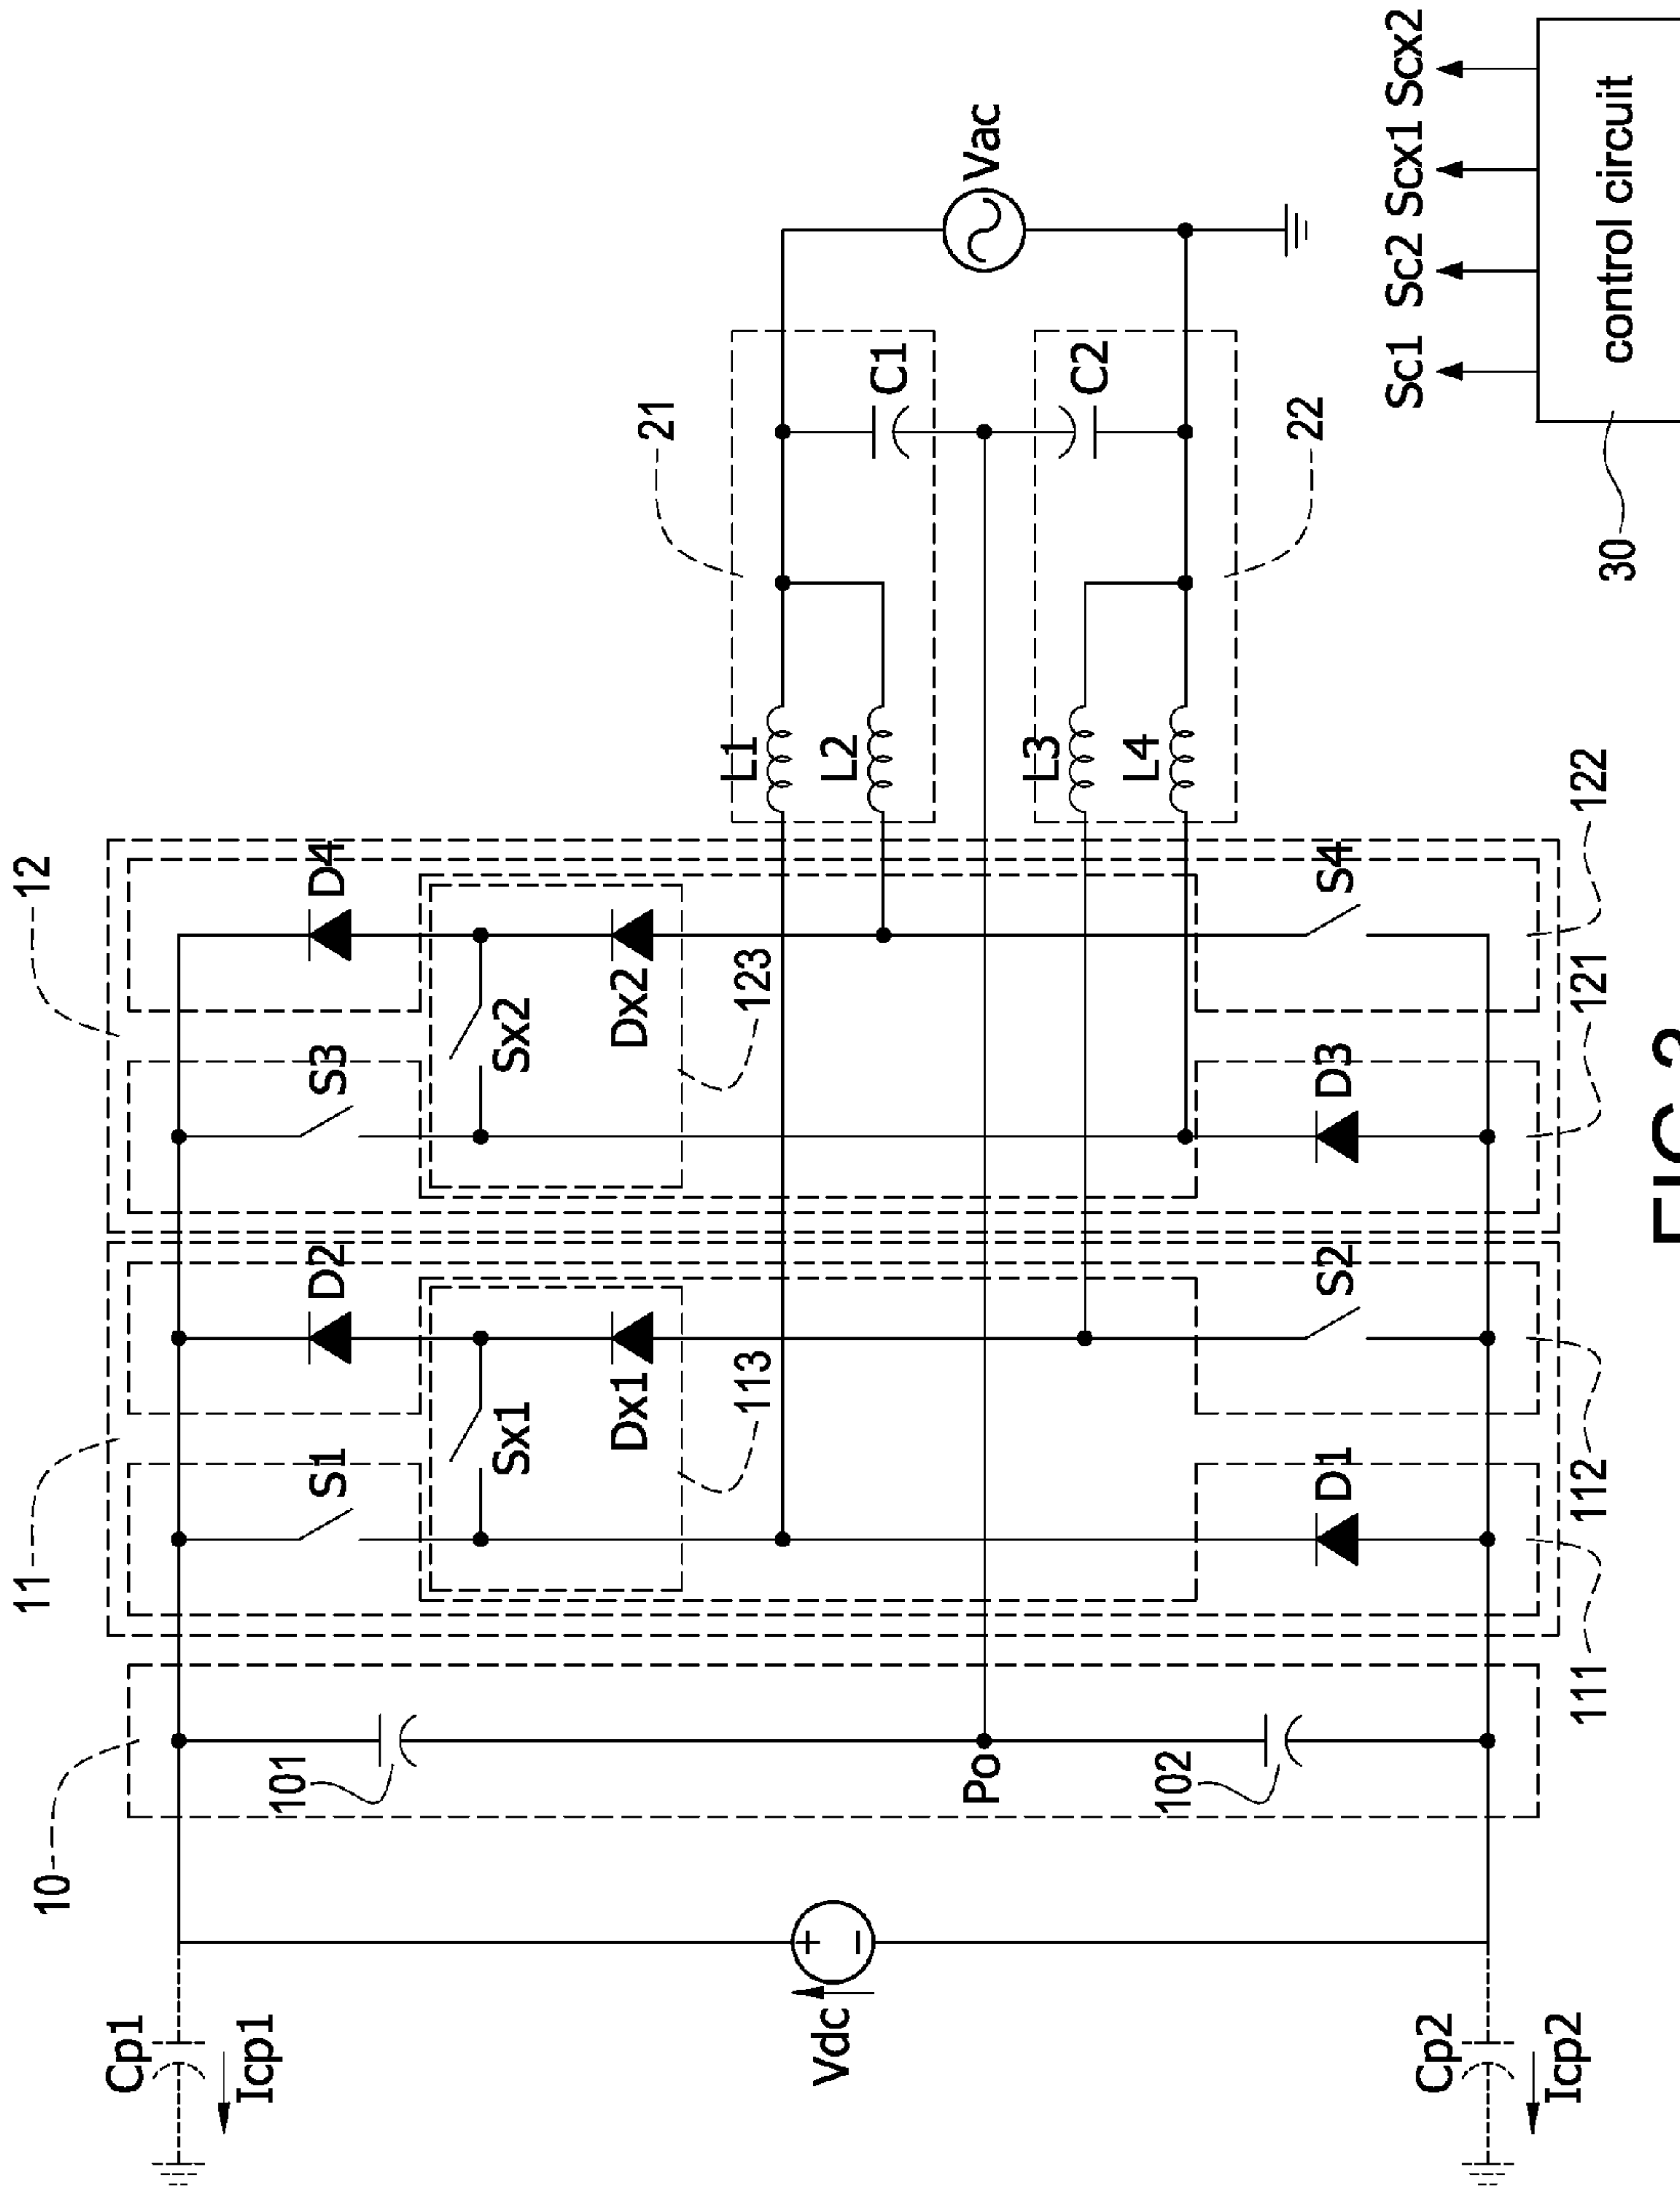 10
11
12
Cp1
Icp1
101
S1
D2
S3
D4
Sx1
Dx1
113
Sx2
Dx2
123
L1
L2
21
C1
Vac
Vdc
+
−
Po
L3
L4
C2
22
102
D1
S2
D3
S4
Cp2
Icp2
111
112
121
122
Sc1 Sc2 Scx1 Scx2
30
control circuit